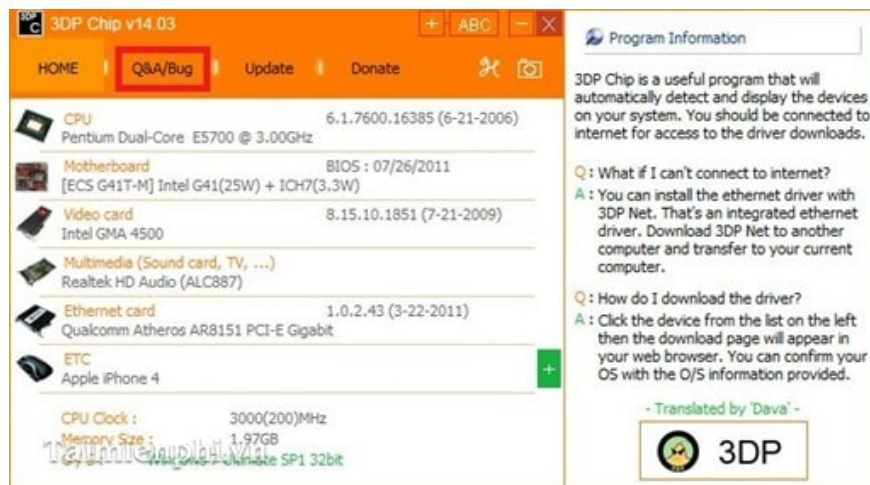 3DP Chip v14.03
+ ABC
HOME Q&A/Bug Update Donate
CPU 6.1.7600.16385 (6-21-2006)
Pentium Dual-Core E5700 @ 3.00GHz
Motherboard BIOS : 07/26/2011
[ECS G41T-M] Intel G41(25W) + ICH7(3.3W)
Video card 8.15.10.1851 (7-21-2009)
Intel GMA 4500
Multimedia (Sound card, TV, ...)
Realtek HD Audio (ALC887)
Ethernet card 1.0.2.43 (3-22-2011)
Qualcomm Atheros AR8151 PCI-E Gigabit
ETC
Apple iPhone 4
+
CPU Clock : 3000(200)MHz
Memory Size : 1.97GB
Ultimate SP1 32bit
Taimienphi.vn
Program Information
3DP Chip is a useful program that will
automatically detect and display the devices
on your system. You should be connected to
internet for access to the driver downloads.
Q : What if I can't connect to internet?
A : You can install the ethernet driver with
3DP Net. That's an integrated ethernet
driver. Download 3DP Net to another
computer and transfer to your current
computer.
Q : How do I download the driver?
A : Click the device from the list on the left
then the download page will appear in
your web browser. You can confirm your
OS with the O/S information provided.
- Translated by 'Dava' -
3DP